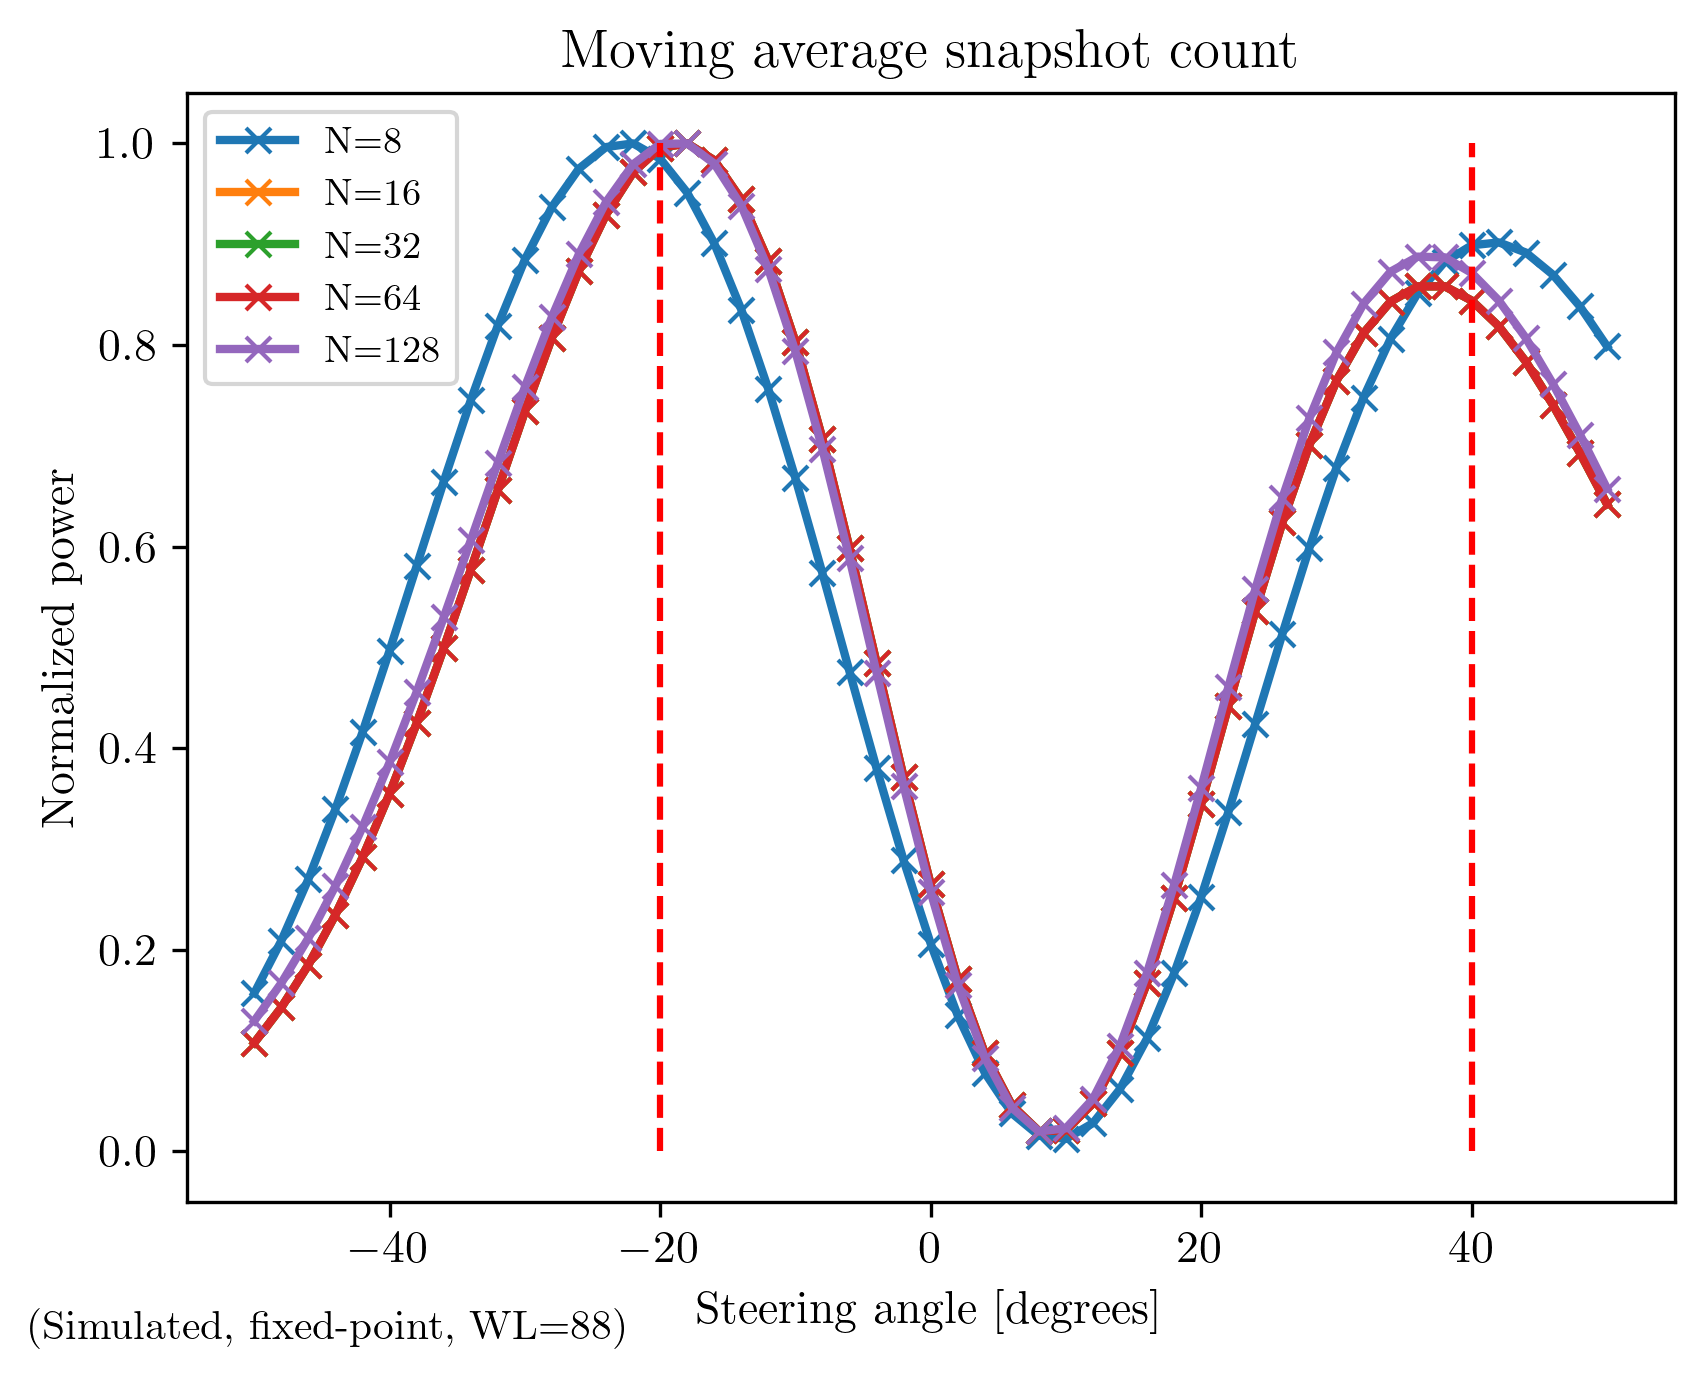 Moving average snapshot count
N=8
N=16
N=32
N=64
N=128
Normalized power
1.0
0.8
0.6
0.4
0.2
0.0
−40
−20
0
20
40
Steering angle [degrees]
(Simulated, fixed-point, WL=88)